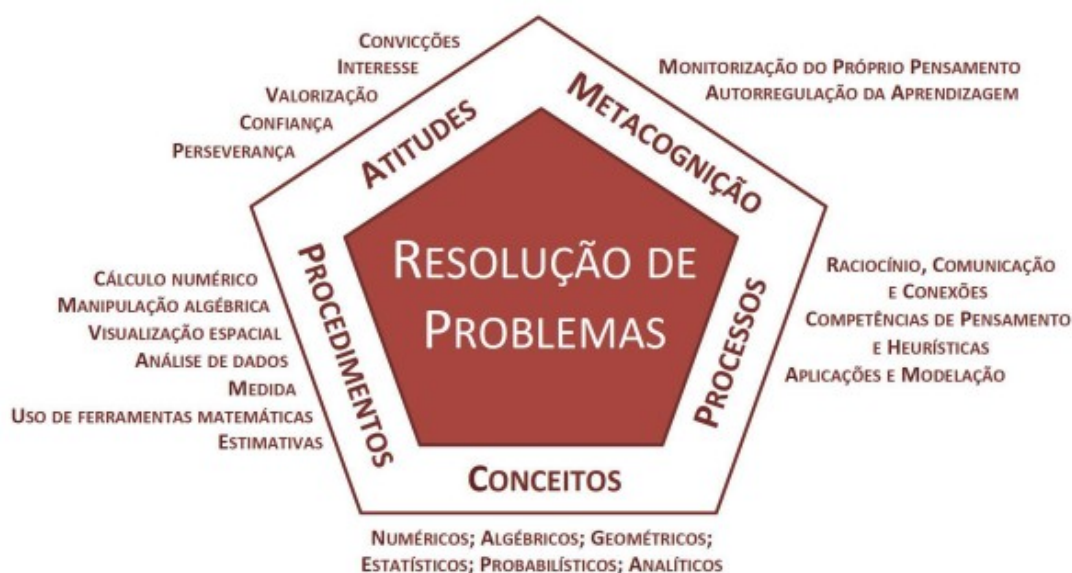 Convicções
Interesse
Valorização
Confiança
Perseverança
Atitudes
Metacognição
Monitorização do Próprio Pensamento
Autorregulação da Aprendizagem
Resolução de
Problemas
Procedimentos
Cálculo numérico
Manipulação algébrica
Visualização espacial
Análise de dados
Medida
Uso de ferramentas matemáticas
Estimativas
Processos
Raciocínio, Comunicação
e Conexões
Competências de Pensamento
e Heurísticas
Aplicações e Modelação
Conceitos
Numéricos; Algébricos; Geométricos;
Estatísticos; Probabilísticos; Analíticos